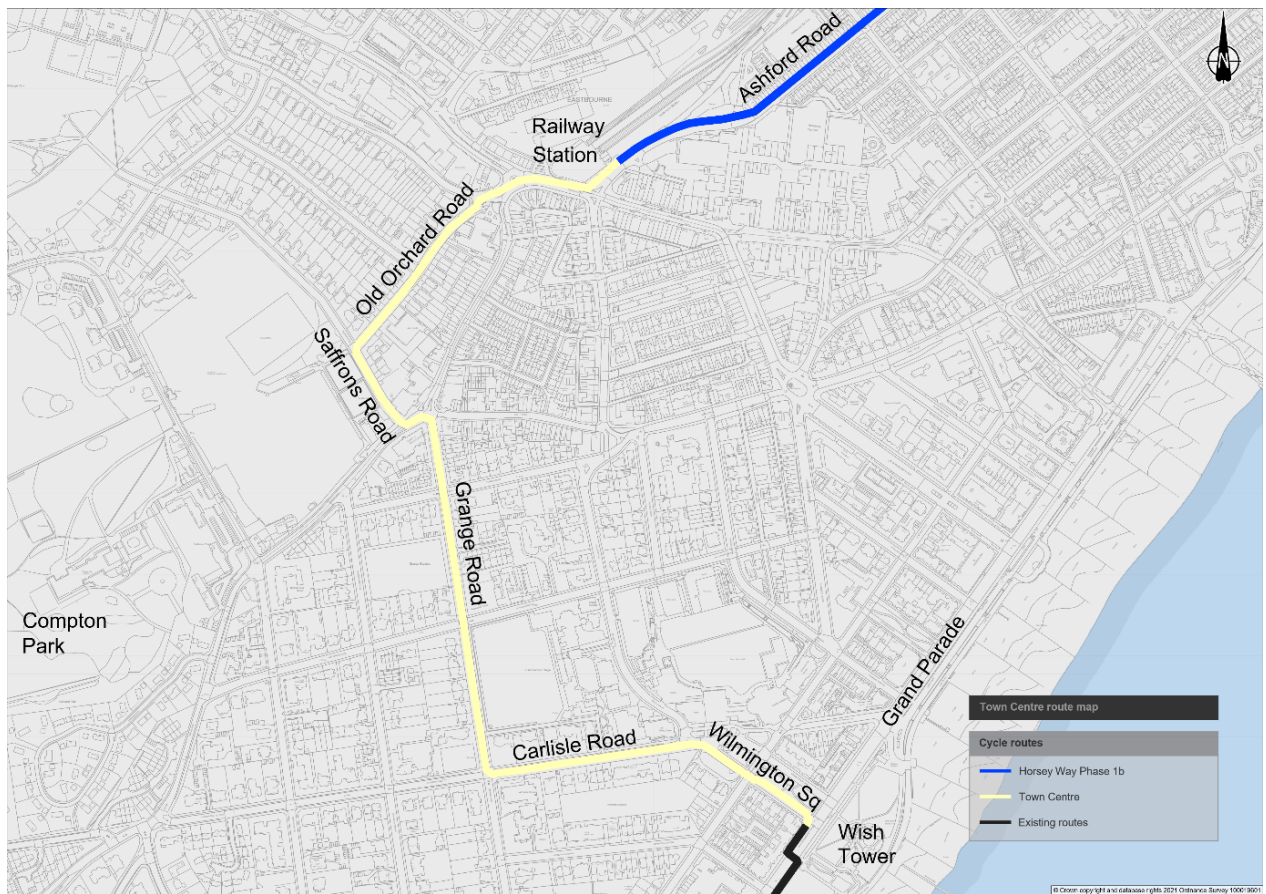 Ashford Road
N
EASTBOURNE
Railway
Station
Old Orchard Road
Saffrons Road
Grange Road
Compton
Park
Grand Parade
Carlisle Road
Wilmington Sq
Wish
Tower
Town Centre route map
Cycle routes
Horsey Way Phase 1b
Town Centre
Existing routes
© Crown copyright and database rights 2021 Ordnance Survey 100019601